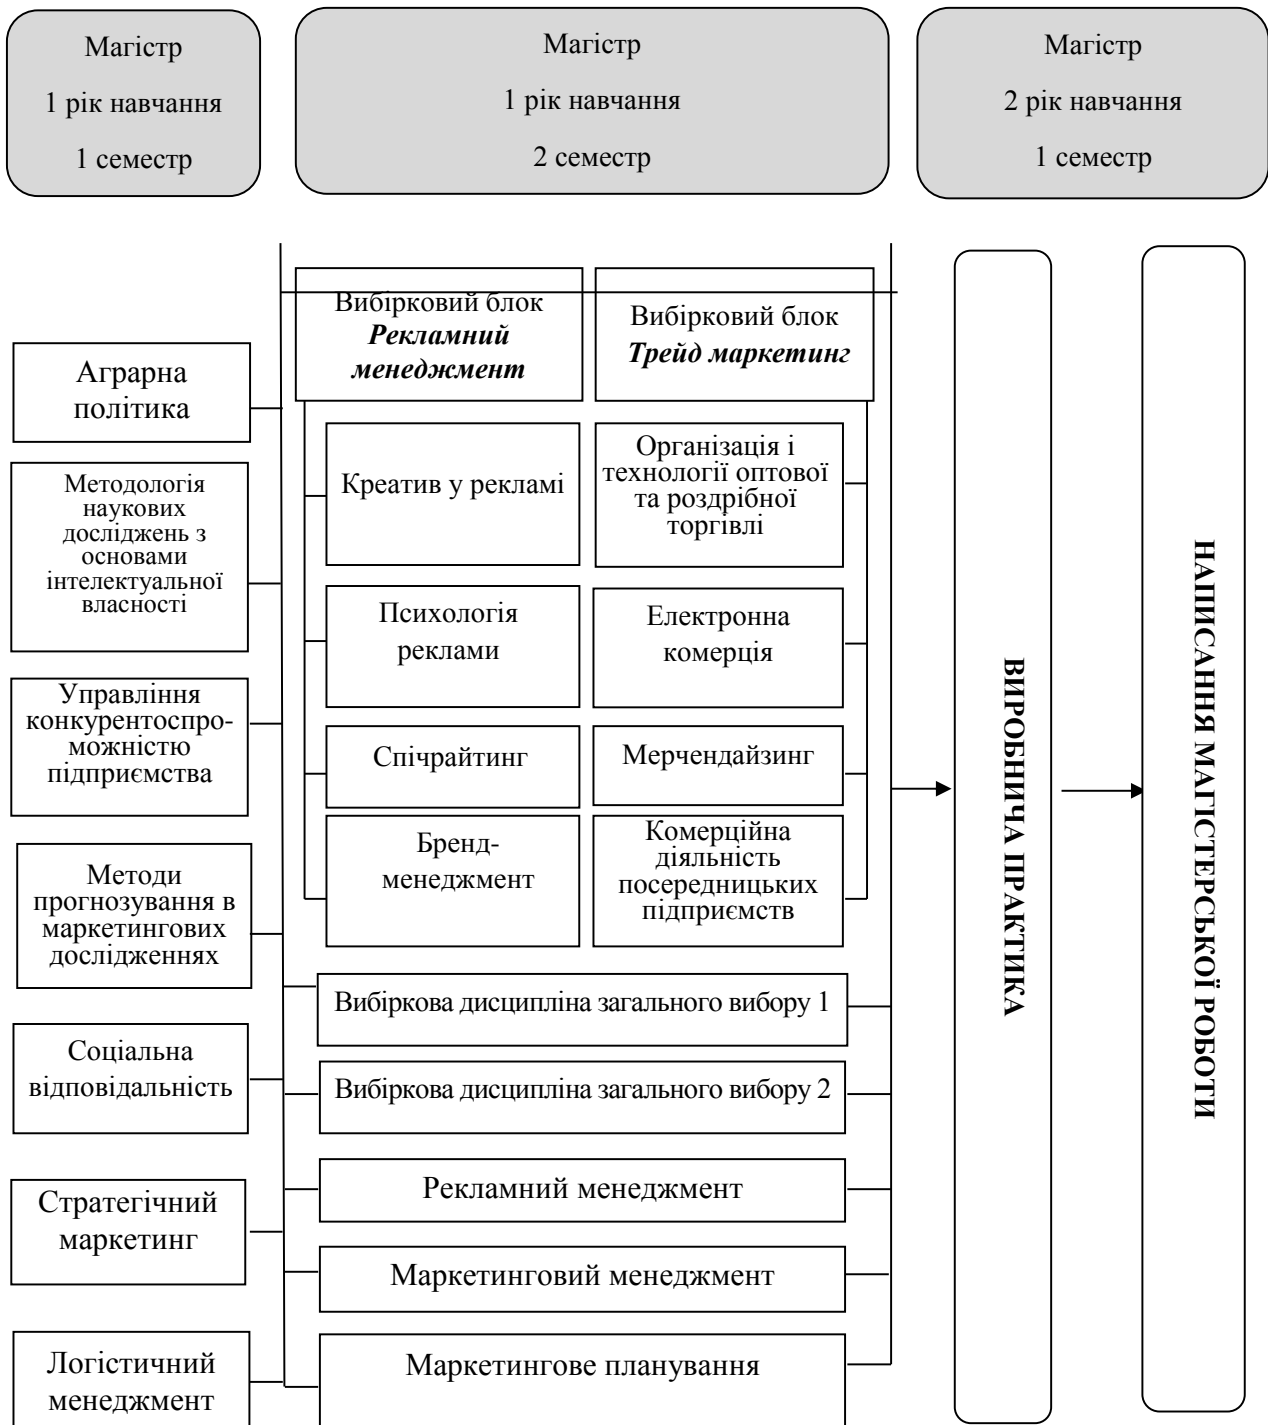 Магістр
1 рік навчання
1 семестр
Магістр
1 рік навчання
2 семестр
Магістр
2 рік навчання
1 семестр
Аграрна
політика
Методологія
наукових
досліджень з
основами
інтелектуальної
власності
Управління
конкурентоспро-
можністю
підприємства
Методи
прогнозування в
маркетингових
дослідженнях
Соціальна
відповідальність
Стратегічний
маркетинг
Логістичний
менеджмент
Вибірковий блок
Рекламний
менеджмент
Креатив у рекламі
Психологія
реклами
Спічрайтинг
Бренд-
менеджмент
Вибірковий блок
Трейд маркетинг
Організація і
технології оптової
та роздрібної
торгівлі
Електронна
комерція
Мерчендайзинг
Комерційна
діяльність
посередницьких
підприємств
Вибіркова дисципліна загального вибору 1
Вибіркова дисципліна загального вибору 2
Рекламний менеджмент
Маркетинговий менеджмент
Маркетингове планування
ВИРОБНИЧА ПРАКТИКА
НАПИСАННЯ МАГІСТЕРСЬКОЇ РОБОТИ